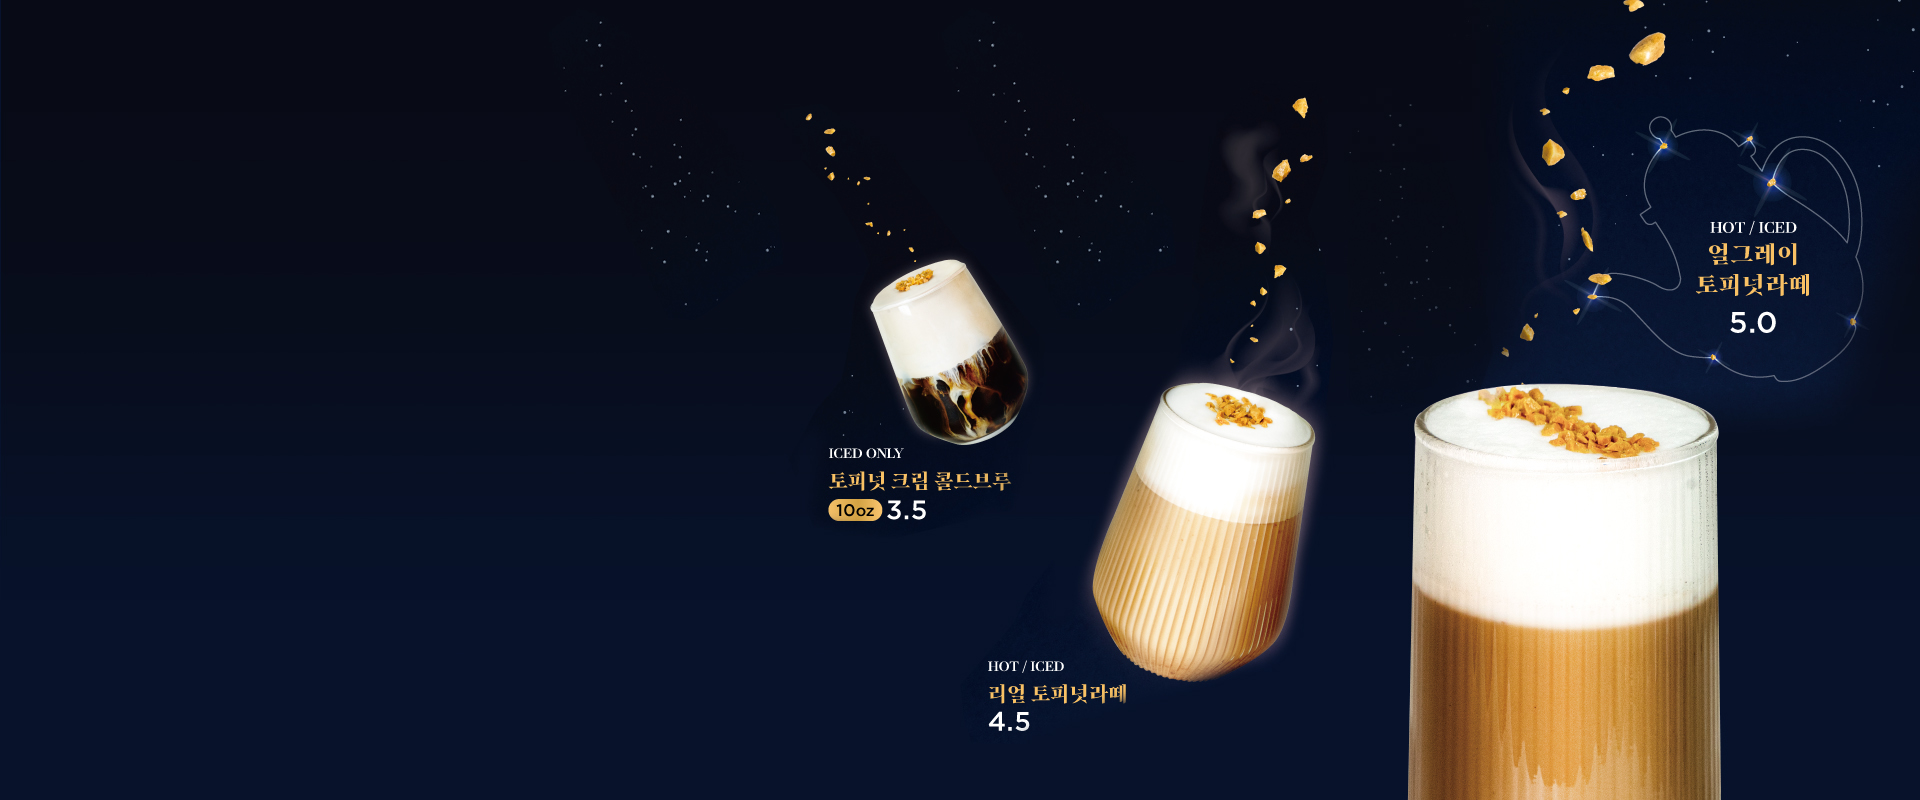 ICED ONLY
토피넛 크림 콜드브루
10oz 3.5
HOT / ICED
리얼 토피넛라떼
4.5
HOT / ICED
얼그레이
토피넛라떼
5.0